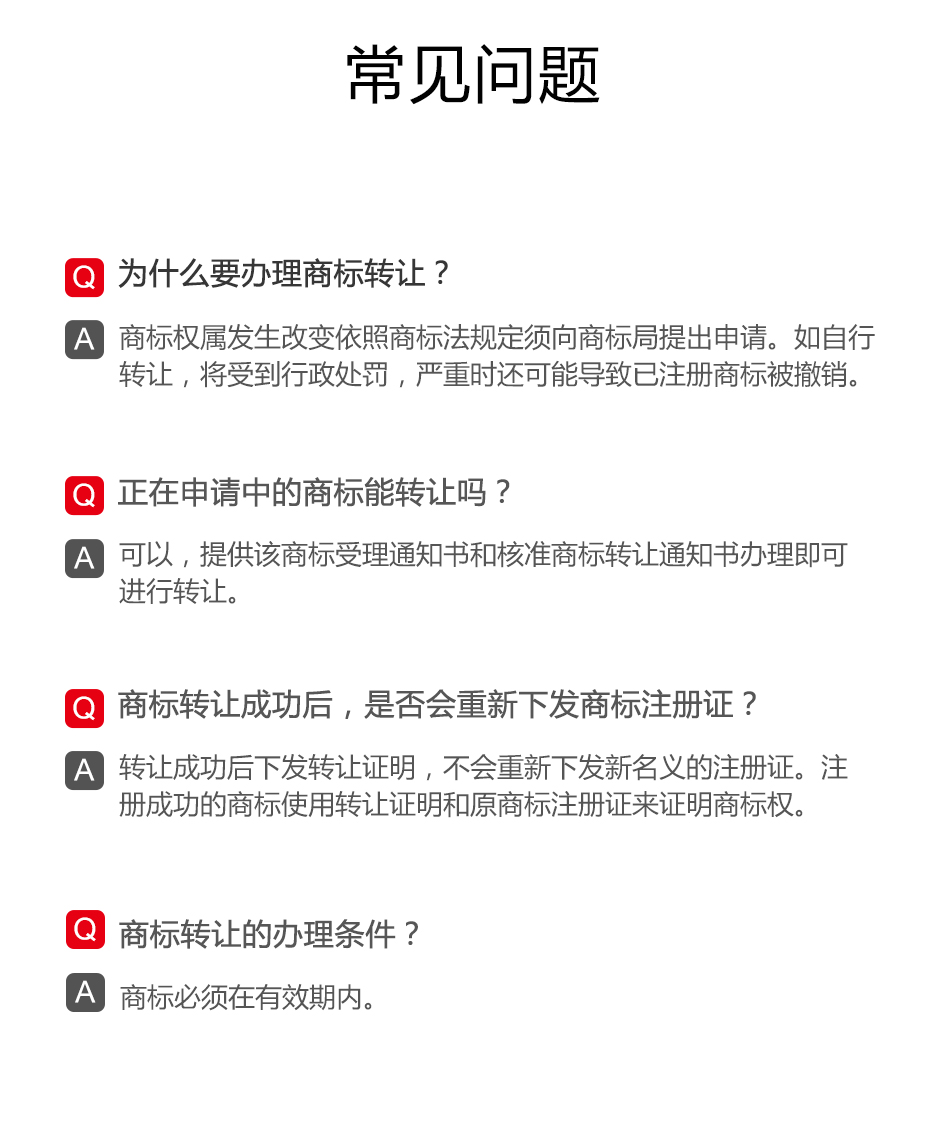 常见问题
Q 为什么要办理商标转让？
A 商标权属发生改变依照商标法规定须向商标局提出申请。如自行
转让，将受到行政处罚，严重时还可能导致已注册商标被撤销。
Q 正在申请中的商标能转让吗？
A 可以，提供该商标受理通知书和核准商标转让通知书办理即可
进行转让。
Q 商标转让成功后，是否会重新下发商标注册证？
A 转让成功后下发转让证明，不会重新下发新名义的注册证。注
册成功的商标使用转让证明和原商标注册证来证明商标权。
Q 商标转让的办理条件？
A 商标必须在有效期内。